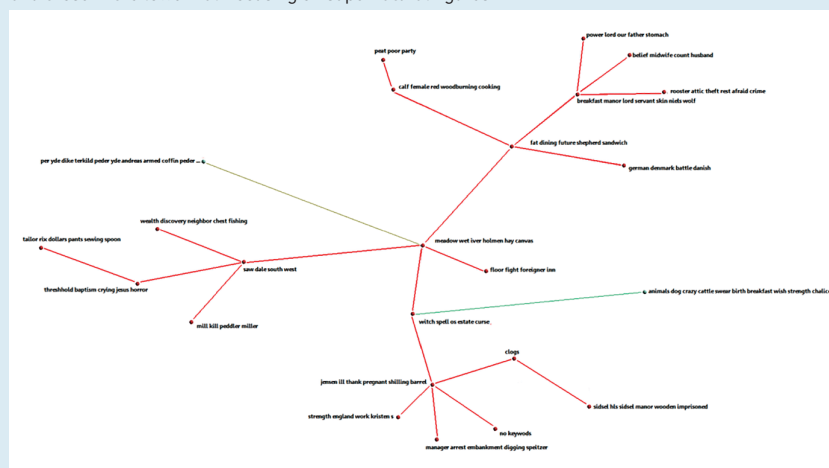 power lord our father stomach
peat poor party
belief midwife count husband
calf female red woodburning cooking
rooster attic theft rest afraid crime
breakfast manor lord servant skin niels wolf
fat dining future shepherd sandwich
per yde dike terkild peder yde andreas armed coffin peder ...
german denmark battle danish
wealth discovery neighbor chest fishing
tailor rix dollars pants sewing spoon
meadow wet iver holmen hay canvas
saw dale south west
floor fight foreigner inn
threshhold baptism crying jesus horror
animals dog crazy cattle swear birth breakfast wish strength chalice
witch spell os estate curse
mill kill peddler miller
clogs
jensen ill thank pregnant shilling barrel
sidsel his sidsel manor wooden imprisoned
strength england work kristen s
no keywods
manager arrest embankment digging speitzer